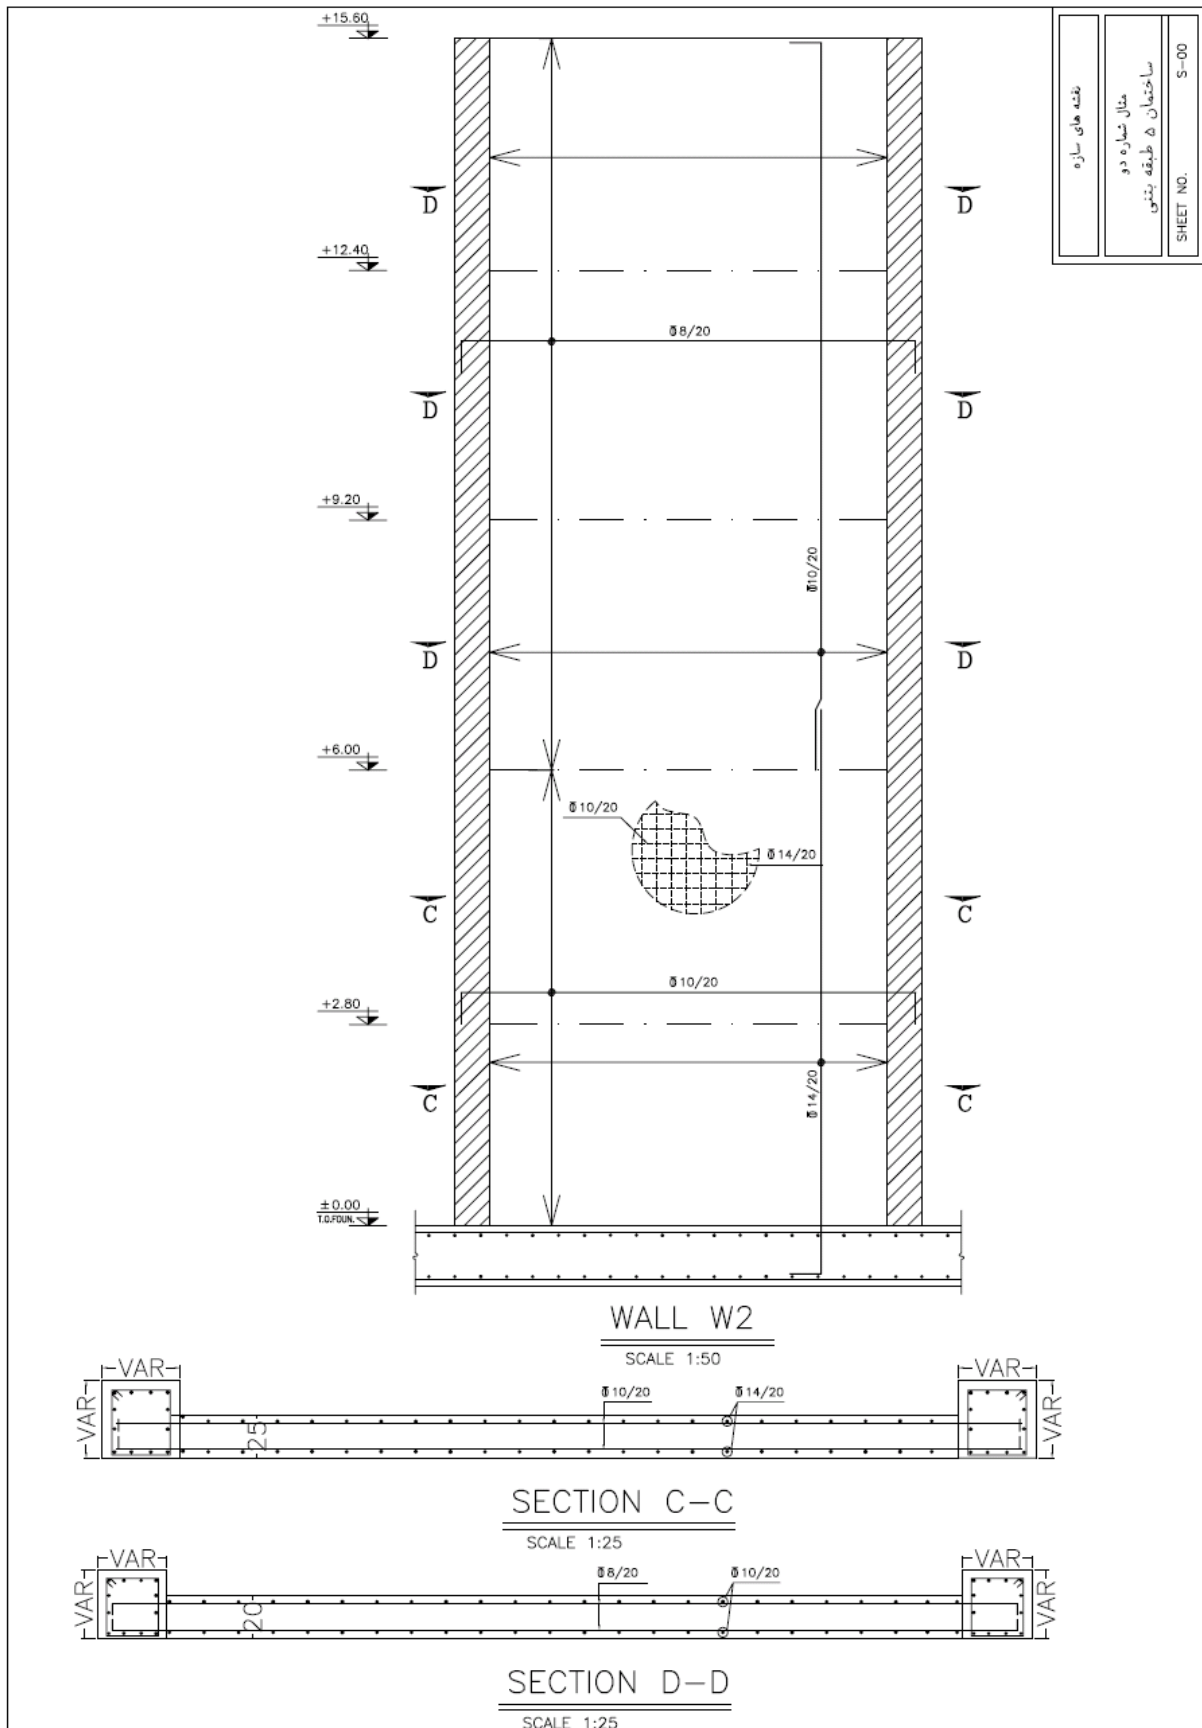 +15.60
S-00
SHEET NO.
ساختمان ۵ طبقه بتنی
مثال شماره دو
نقشه های سازه
D
D
+12.40
Φ8/20
D
D
+9.20
Φ10/20
D
D
+6.00
Φ10/20
Φ14/20
C
C
Φ10/20
+2.80
Φ14/20
C
C
±0.00
T.O.FOUN.
WALL W2
SCALE 1:50
VAR
VAR
VAR
VAR
Φ10/20
Φ14/20
25
SECTION C-C
SCALE 1:25
VAR
VAR
VAR
VAR
Φ8/20
Φ10/20
20
SECTION D-D
SCALE 1:25